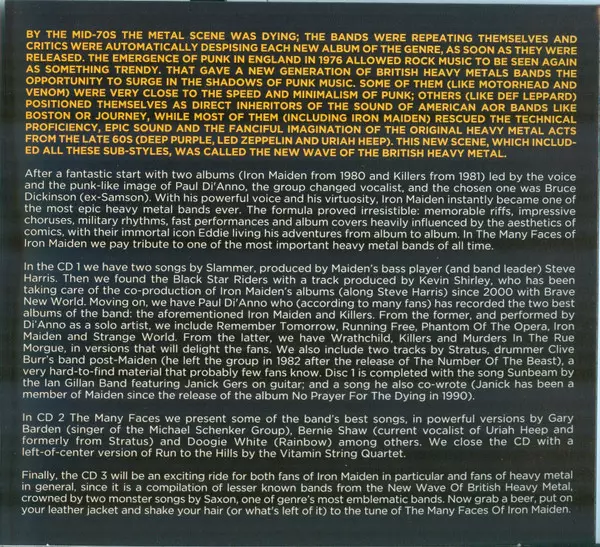 BY THE MID-70S THE METAL SCENE WAS DYING; THE BANDS WERE REPEATING THEMSELVES AND
CRITICS WERE AUTOMATICALLY DESPISING EACH NEW ALBUM OF THE GENRE, AS SOON AS THEY WERE
RELEASED. THE EMERGENCE OF PUNK IN ENGLAND IN 1976 ALLOWED ROCK MUSIC TO BE SEEN AGAIN
AS SOMETHING TRENDY. THAT GAVE A NEW GENERATION OF BRITISH HEAVY METALS BANDS THE
OPPORTUNITY TO SURGE IN THE SHADOWS OF PUNK MUSIC. SOME OF THEM (LIKE MOTORHEAD AND
VENOM) WERE VERY CLOSE TO THE SPEED AND MINIMALISM OF PUNK; OTHERS (LIKE DEF LEPPARD)
POSITIONED THEMSELVES AS DIRECT INHERITORS OF THE SOUND OF AMERICAN AOR BANDS LIKE
BOSTON OR JOURNEY, WHILE MOST OF THEM (INCLUDING IRON MAIDEN) RESCUED THE TECHNICAL
PROFICIENCY, EPIC SOUND AND THE FANCIFUL IMAGINATION OF THE ORIGINAL HEAVY METAL ACTS
FROM THE LATE 60S (DEEP PURPLE, LED ZEPPELIN AND URIAH HEEP). THIS NEW SCENE, WHICH INCLUD-
ED ALL THESE SUB-STYLES, WAS CALLED THE NEW WAVE OF THE BRITISH HEAVY METAL.
After a fantastic start with two albums (Iron Maiden from 1980 and Killers from 1981) led by the voice
and the punk-like image of Paul Di'Anno, the group changed vocalist, and the chosen one was Bruce
Dickinson (ex-Samson). With his powerful voice and his virtuosity, Iron Maiden instantly became one of
the most epic heavy metal bands ever. The formula proved irresistible: memorable riffs, impressive
choruses, military rhythms, fast performances and album covers heavily influenced by the aesthetics of
comics, with their immortal icon Eddie living his adventures from album to album. In The Many Faces of
Iron Maiden we pay tribute to one of the most important heavy metal bands of all time.
In the CD 1 we have two songs by Slammer, produced by Maiden's bass player (and band leader) Steve
Harris. Then we found the Black Star Riders with a track produced by Kevin Shirley, who has been
taking care of the co-production of Iron Maiden's albums (along Steve Harris) since 2000 with Brave
New World. Moving on, we have Paul Di'Anno who (according to many fans) has recorded the two best
albums of the band: the aforementioned Iron Maiden and Killers. From the former, and performed by
Di'Anno as a solo artist, we include Remember Tomorrow, Running Free, Phantom Of The Opera, Iron
Maiden and Strange World. From the latter, we have Wrathchild, Killers and Murders In The Rue
Morgue, in versions that will delight the fans. We also include two tracks by Stratus, drummer Clive
Burr's band post-Maiden (he left the group in 1982 after the release of The Number Of The Beast), a
very hard-to-find material that probably few fans know. Disc 1 is completed with the song Sunbeam by
the Ian Gillan Band featuring Janick Gers on guitar; and a song he also co-wrote (Janick has been a
member of Maiden since the release of the album No Prayer For The Dying in 1990).
In CD 2 The Many Faces we present some of the band's best songs, in powerful versions by Gary
Barden (singer of the Michael Schenker Group), Bernie Shaw (current vocalist of Uriah Heep and
formerly from Stratus) and Doogie White (Rainbow) among others. We close the CD with a
left-of-center version of Run to the Hills by the Vitamin String Quartet.
Finally, the CD 3 will be an exciting ride for both fans of Iron Maiden in particular and fans of heavy metal
in general, since it is a compilation of lesser known bands from the New Wave Of British Heavy Metal,
crowned by two monster songs by Saxon, one of genre's most emblematic bands. Now grab a beer, put on
your leather jacket and shake your hair (or what's left of it) to the tune of The Many Faces Of Iron Maiden.